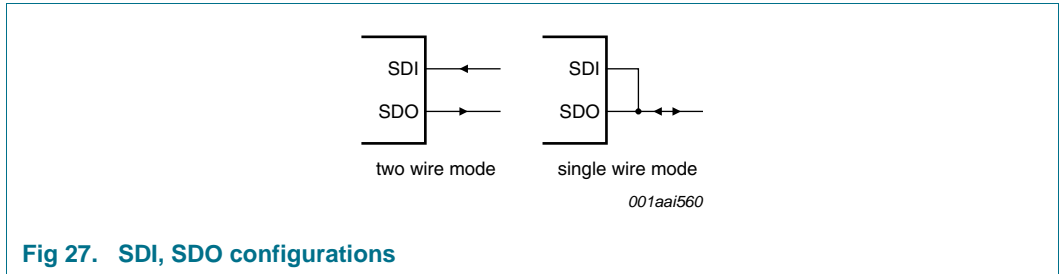 SDI
SDO
two wire mode
SDI
SDO
single wire mode
001aai560
Fig 27. SDI, SDO configurations